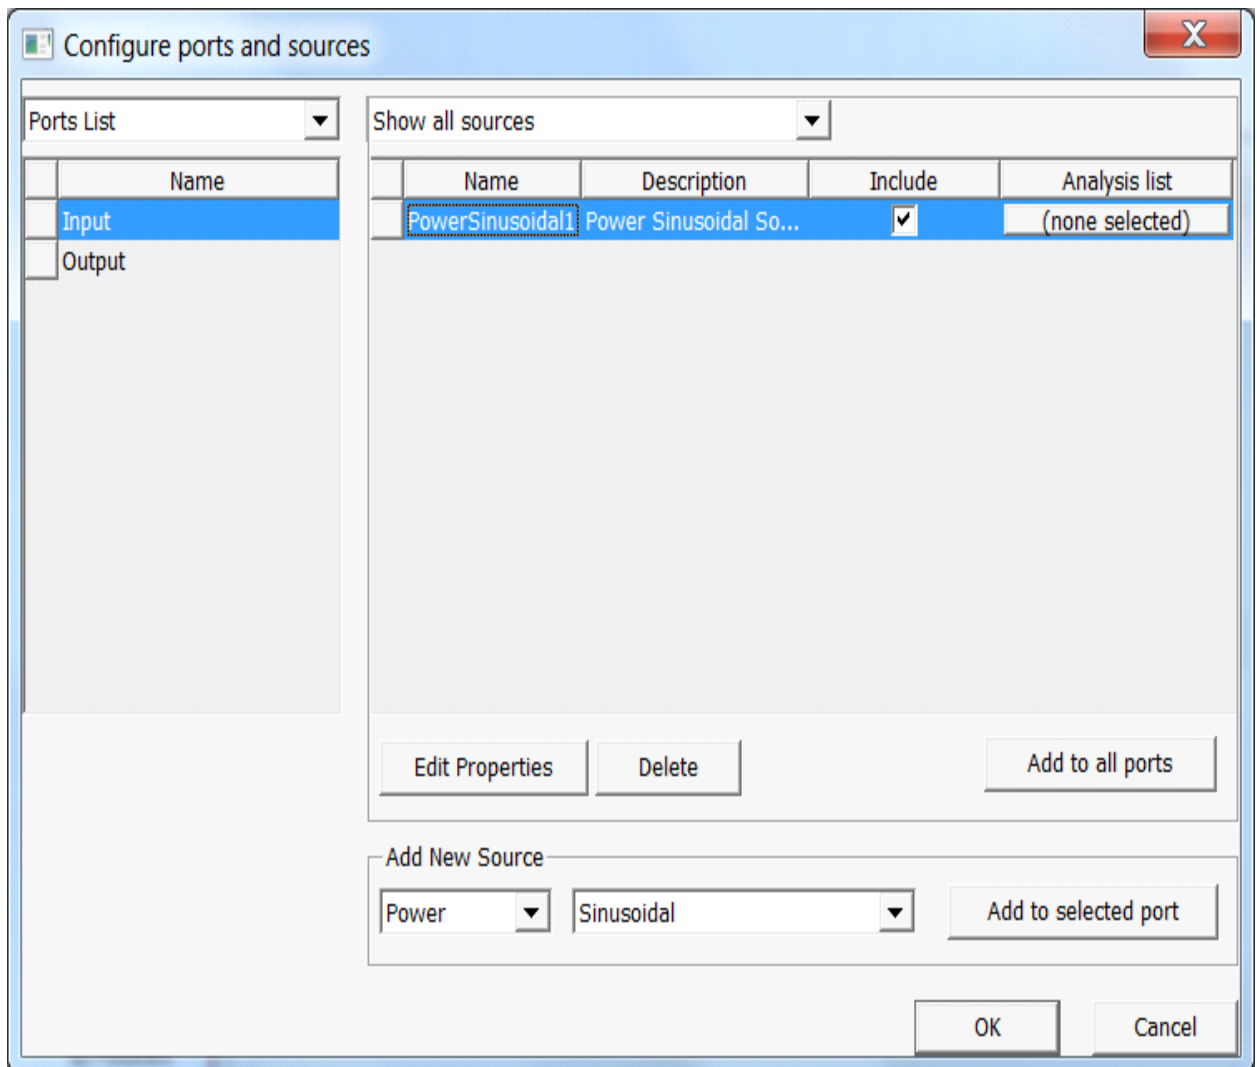 Configure ports and sources
X
Ports List
Show all sources
Name
Input
Output
Name Description Include Analysis list
PowerSinusoidal1 Power Sinusoidal So... (none selected)
Edit Properties
Delete
Add to all ports
Add New Source
Power
Sinusoidal
Add to selected port
OK
Cancel